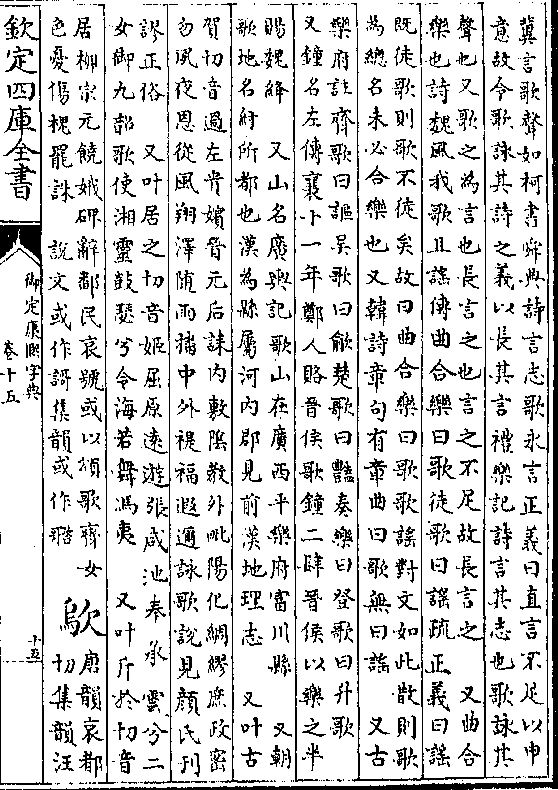 冀言歌聲如柯書舜典詩言志歌永言正義曰直言不足以申
意故令歌詠其詩之義以長其言禮樂記詩言其志也歌詠其
聲也又歌之為言也長言之也言之不足故長言之　又曲合
樂也詩魏風我歌且謠傳曲合樂曰歌徒歌曰謠疏正義曰謠
既徒歌則歌不徒矣故曰曲合樂曰歌歌謠對文如此散則歌
為總名未必合樂也又韓詩章句有章曲曰歌無曰謠　又古
樂府註齊歌曰謳吳歌曰歈楚歌曰豔奏樂曰登歌曰升歌
又鐘名左傳襄十一年鄭人賂晉侯歌鐘二肆晉侯以樂之半
賜魏絳　又山名廣輿記歌山在廣西平樂府富川縣　又朝
歌地名紂所都也漢為縣屬河内郡見前漢地理志　又叶古
賀切音過左貴嬪晉元后誄内敷陰教外毗陽化綢繆庶政密
勿夙夜恩從風翔澤隨雨播中外禔福遐邇詠歌說見顔氏刊
謬正俗　又叶居之切音姬屈原遠遊張咸池奉承雲兮二
女御九韶歌使湘靈鼓瑟兮令海若舞馮夷　又叶斤於切音
居柳宗元饒娥碑辭鄱民哀號或以頌歌齊女
色憂傷槐罷誅　說文或作謌集韻或作𧦮　欸唐韻哀都
切集韻汪
欽定四庫全書
御定康熙字典
卷十五
十五